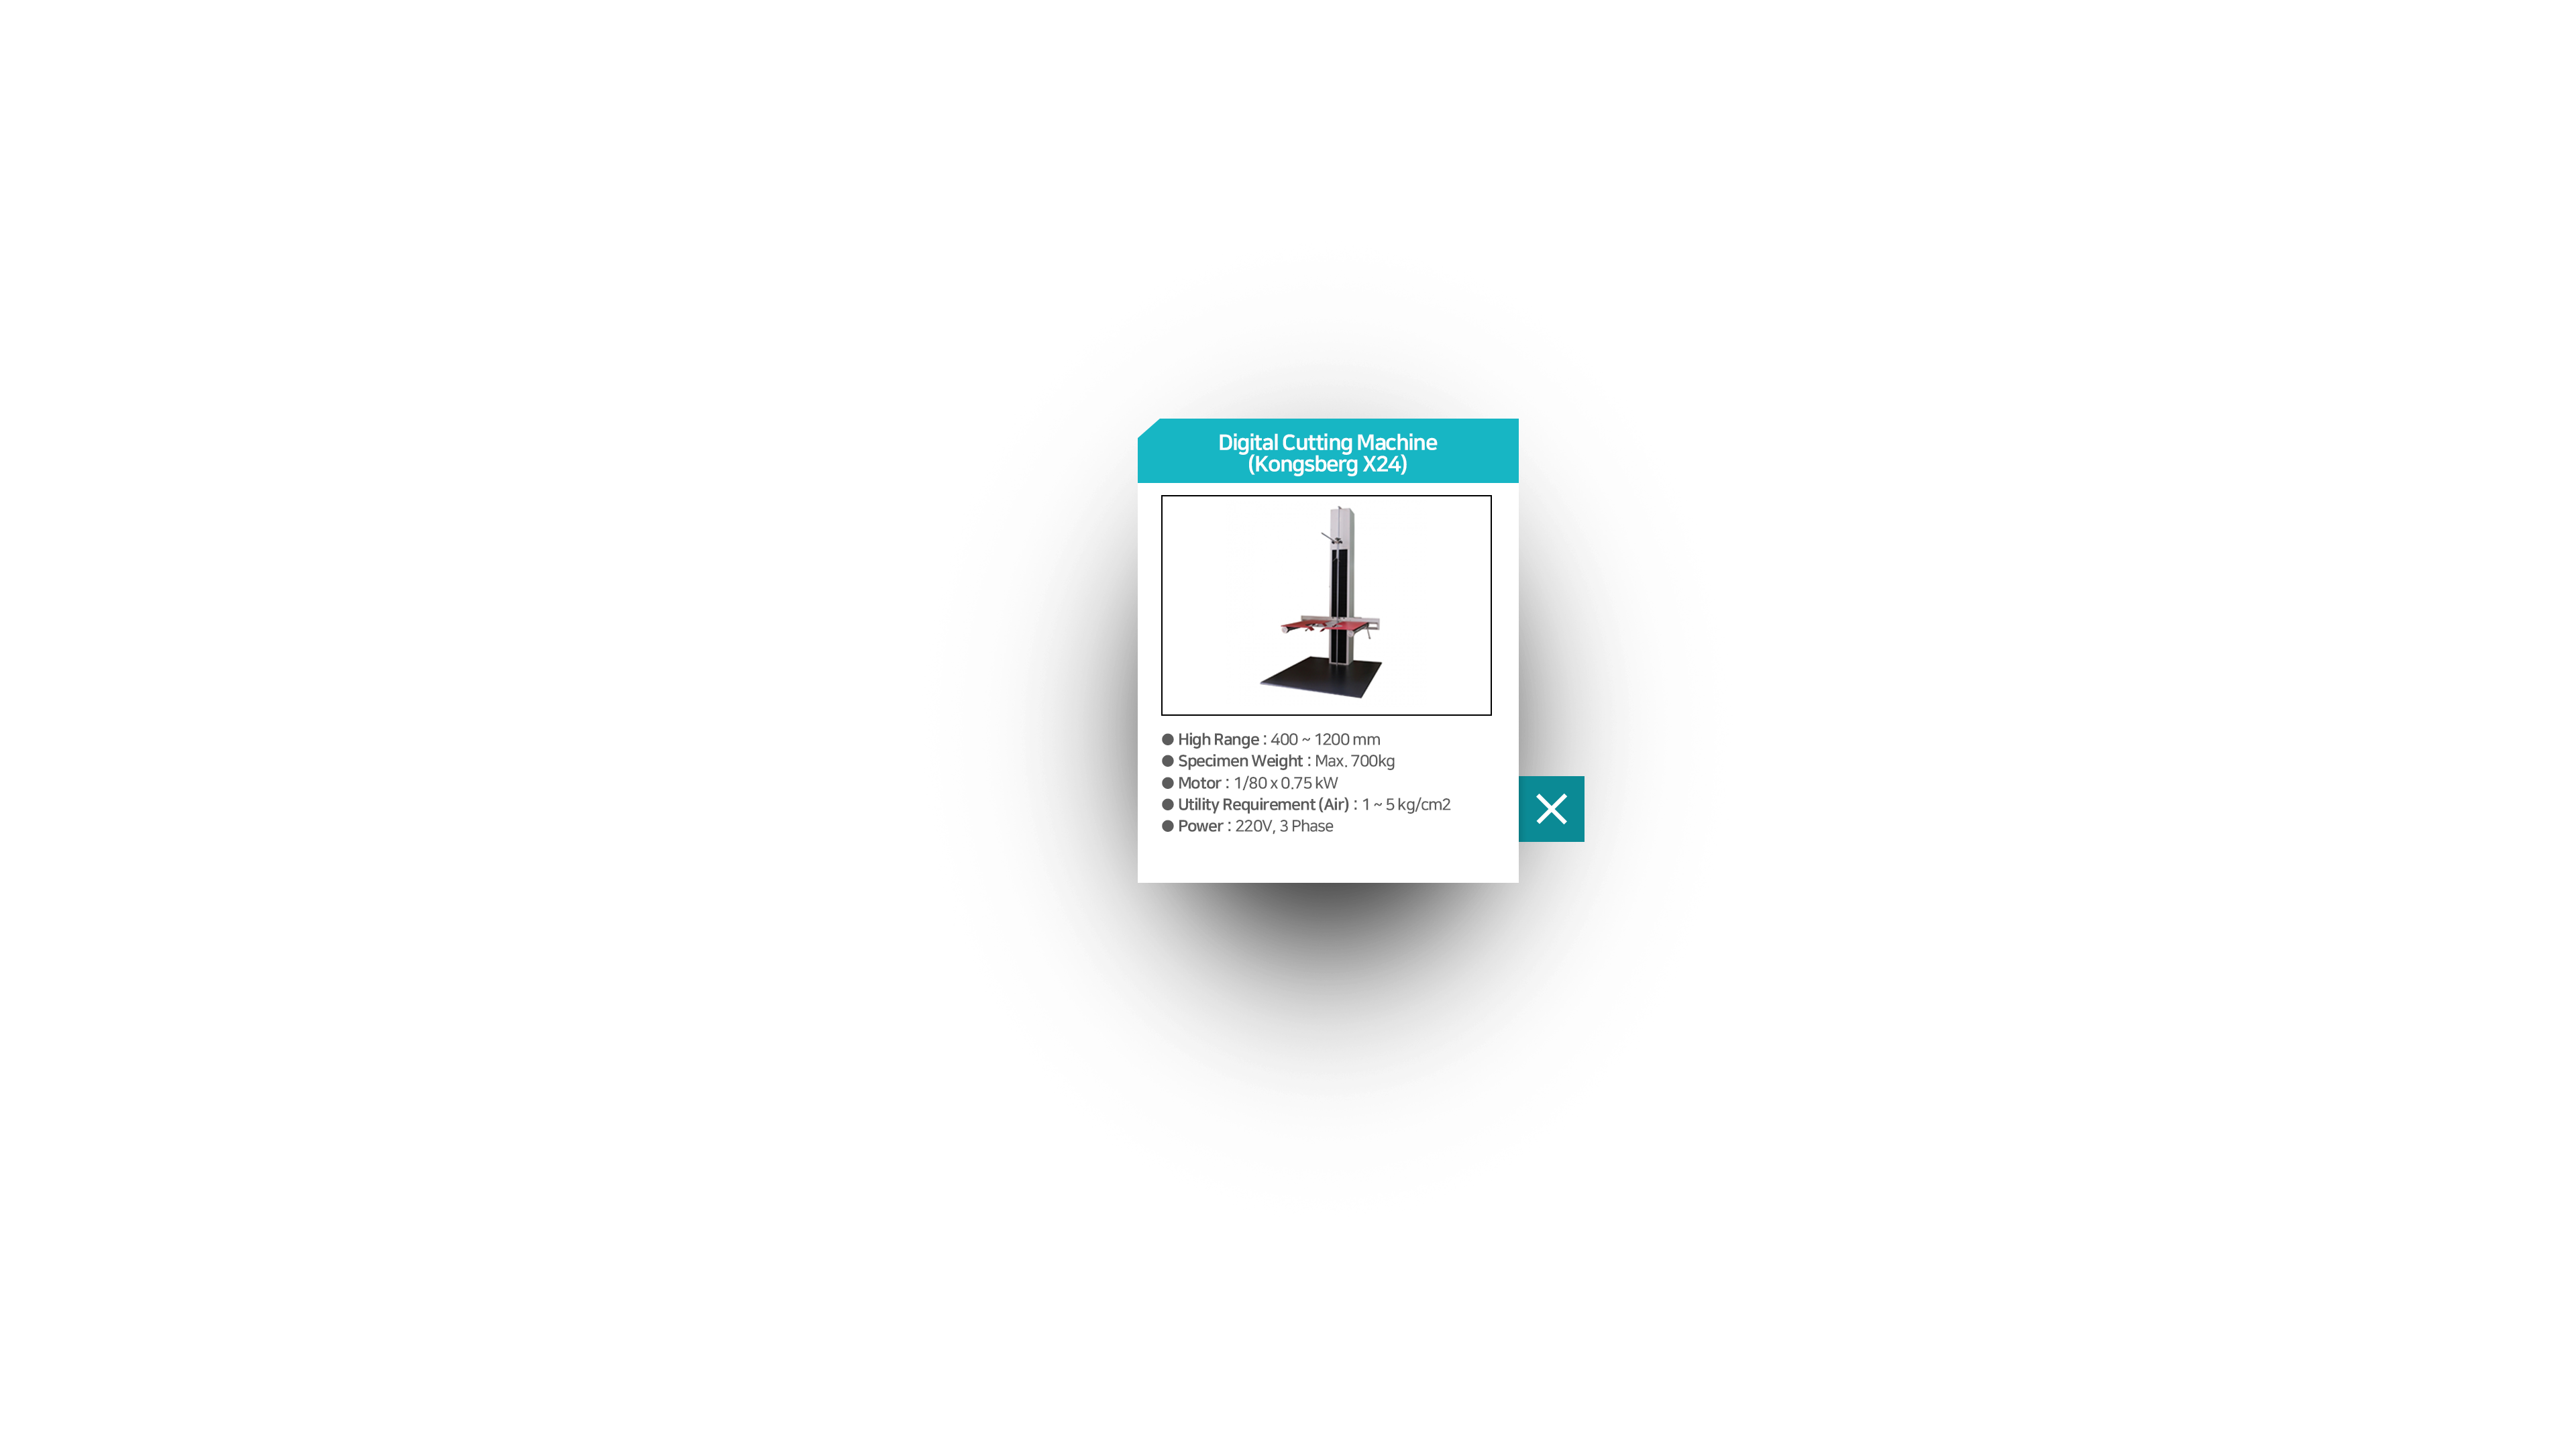 Digital Cutting Machine
(Kongsberg X24)
● High Range : 400 ~ 1200 mm
● Specimen Weight : Max. 700kg
● Motor : 1/80 x 0.75 kW
● Utility Requirement (Air) : 1 ~ 5 kg/cm2
● Power : 220V, 3 Phase